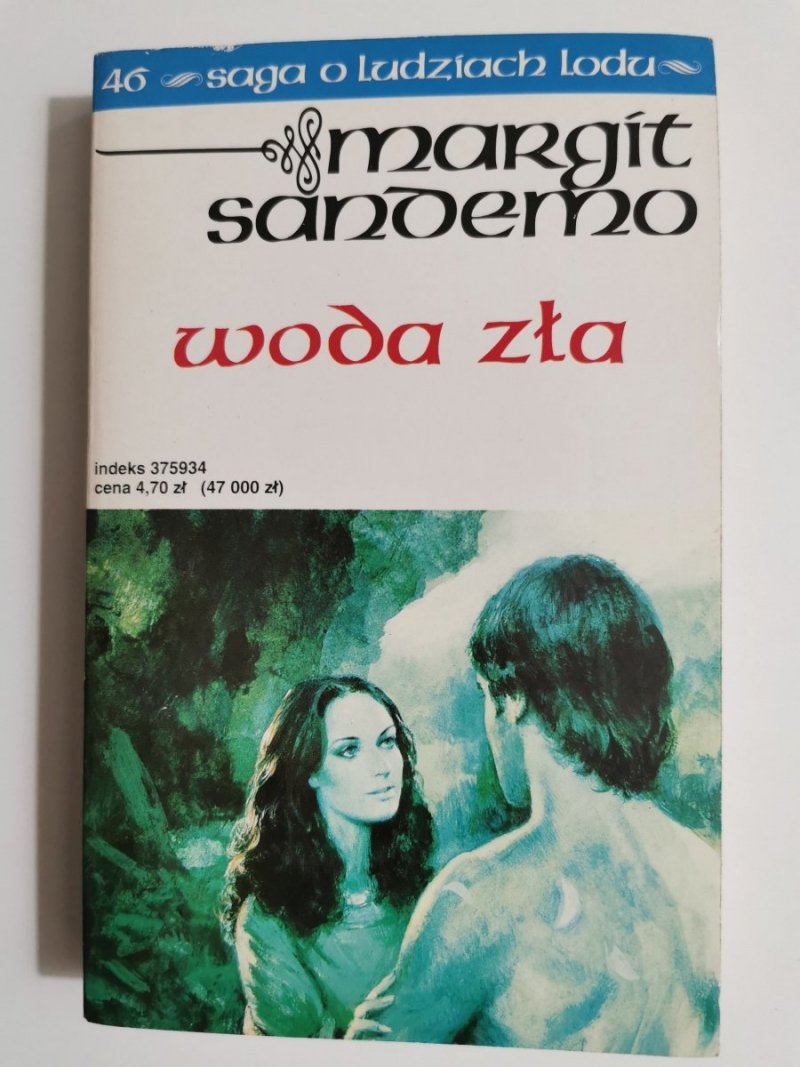 46 saga o ludziach lodu
margit
sandemo
woda zła
indeks 375934
cena 4,70 zł (47 000 zł)